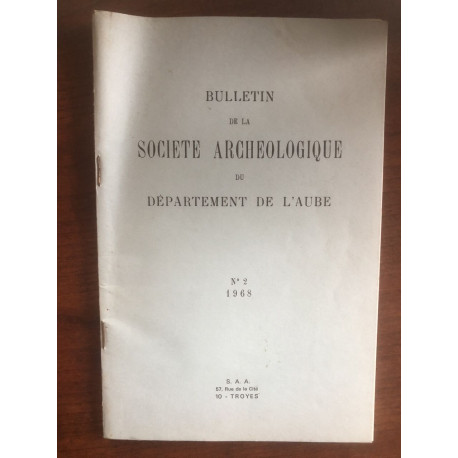 BULLETIN
DE LA
SOCIETE ARCHEOLOGIQUE
DU
DÉPARTEMENT DE L'AUBE
N° 2
1968
S. A. A.
57, Rue de la Cité
10 - TROYES